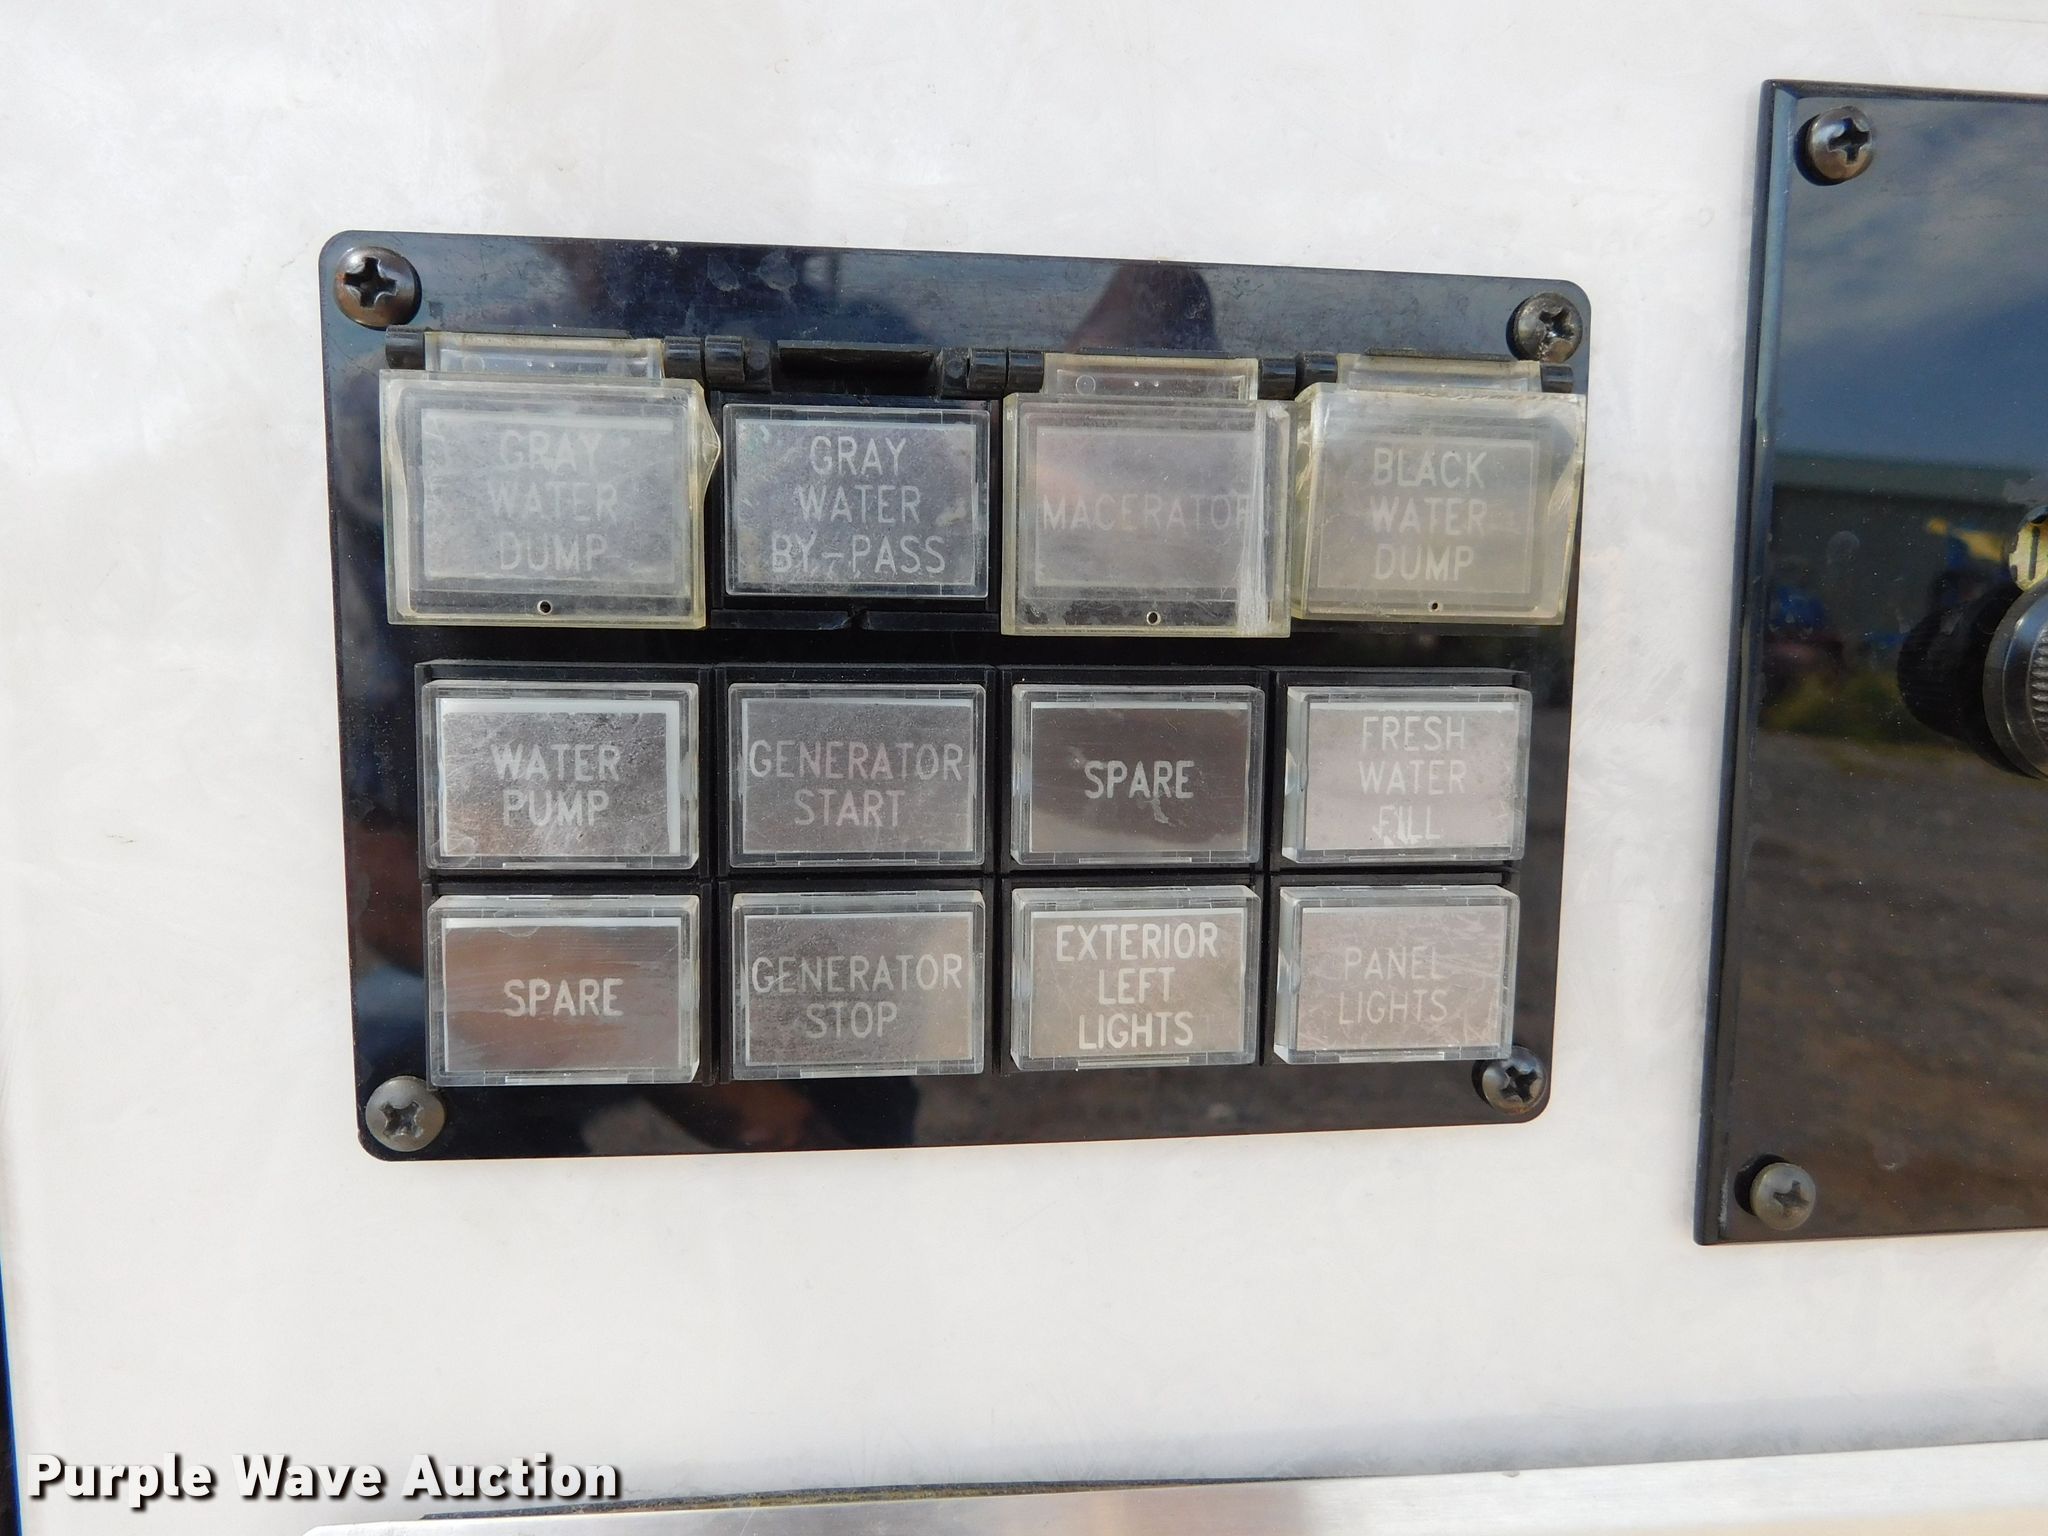 GRAY
WATER
DUMP
GRAY
WATER
BY-PASS
MACERATOR
BLACK
WATER
DUMP
WATER
PUMP
GENERATOR
START
SPARE
FRESH
WATER
FILL
SPARE
GENERATOR
STOP
EXTERIOR
LEFT
LIGHTS
PANEL
LIGHTS
Purple Wave Auction